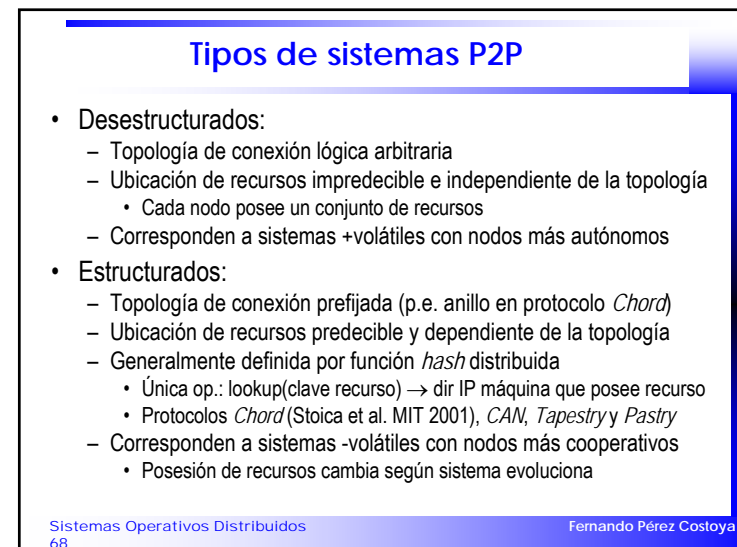 Tipos de sistemas P2P
• Desestructurados:
– Topología de conexión lógica arbitraria
– Ubicación de recursos impredecible e independiente de la topología
• Cada nodo posee un conjunto de recursos
– Corresponden a sistemas +volátiles con nodos más autónomos
• Estructurados:
– Topología de conexión prefijada (p.e. anillo en protocolo Chord)
– Ubicación de recursos predecible y dependiente de la topología
– Generalmente definida por función hash distribuida
• Única op.: lookup(clave recurso) → dir IP máquina que posee recurso
• Protocolos Chord (Stoica et al. MIT 2001), CAN, Tapestry y Pastry
– Corresponden a sistemas -volátiles con nodos más cooperativos
• Posesión de recursos cambia según sistema evoluciona
Sistemas Operativos Distribuidos Fernando Pérez Costoya
68